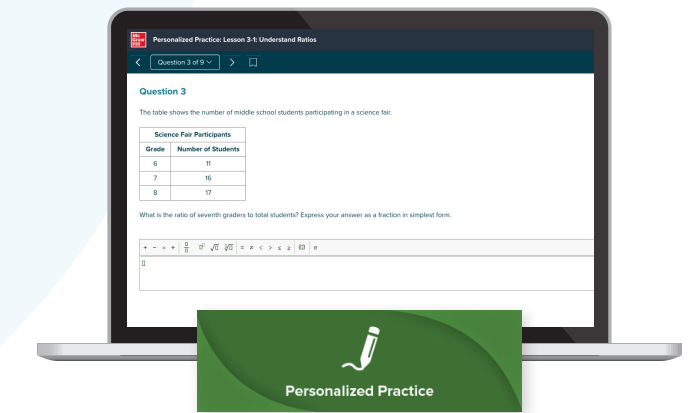 Mc
Graw
Hill
Personalized Practice: Lesson 3-1: Understand Ratios
Question 3 of 9
Question 3
The table shows the number of middle school students participating in a science fair.
Science Fair Participants
Grade Number of Students
6 11
7 16
8 17
What is the ratio of seventh graders to total students? Express your answer as a fraction in simplest form.
Personalized Practice